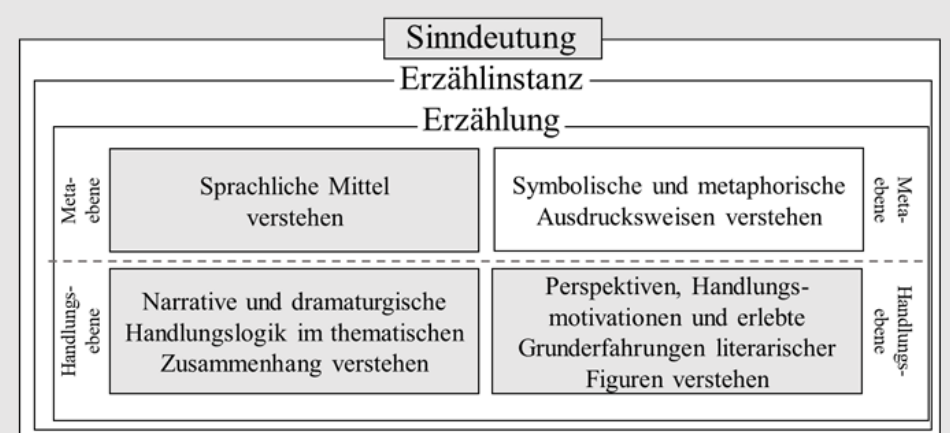 Sinndeutung
Erzählinstanz
Erzählung
Meta-
ebene
Sprachliche Mittel
verstehen
Symbolische und metaphorische
Ausdrucksweisen verstehen
Meta-
ebene
Handlungs-
ebene
Narrative und dramaturgische
Handlungslogik im thematischen
Zusammenhang verstehen
Perspektiven, Handlungs-
motivationen und erlebte
Grunderfahrungen literarischer
Figuren verstehen
Handlungs-
ebene